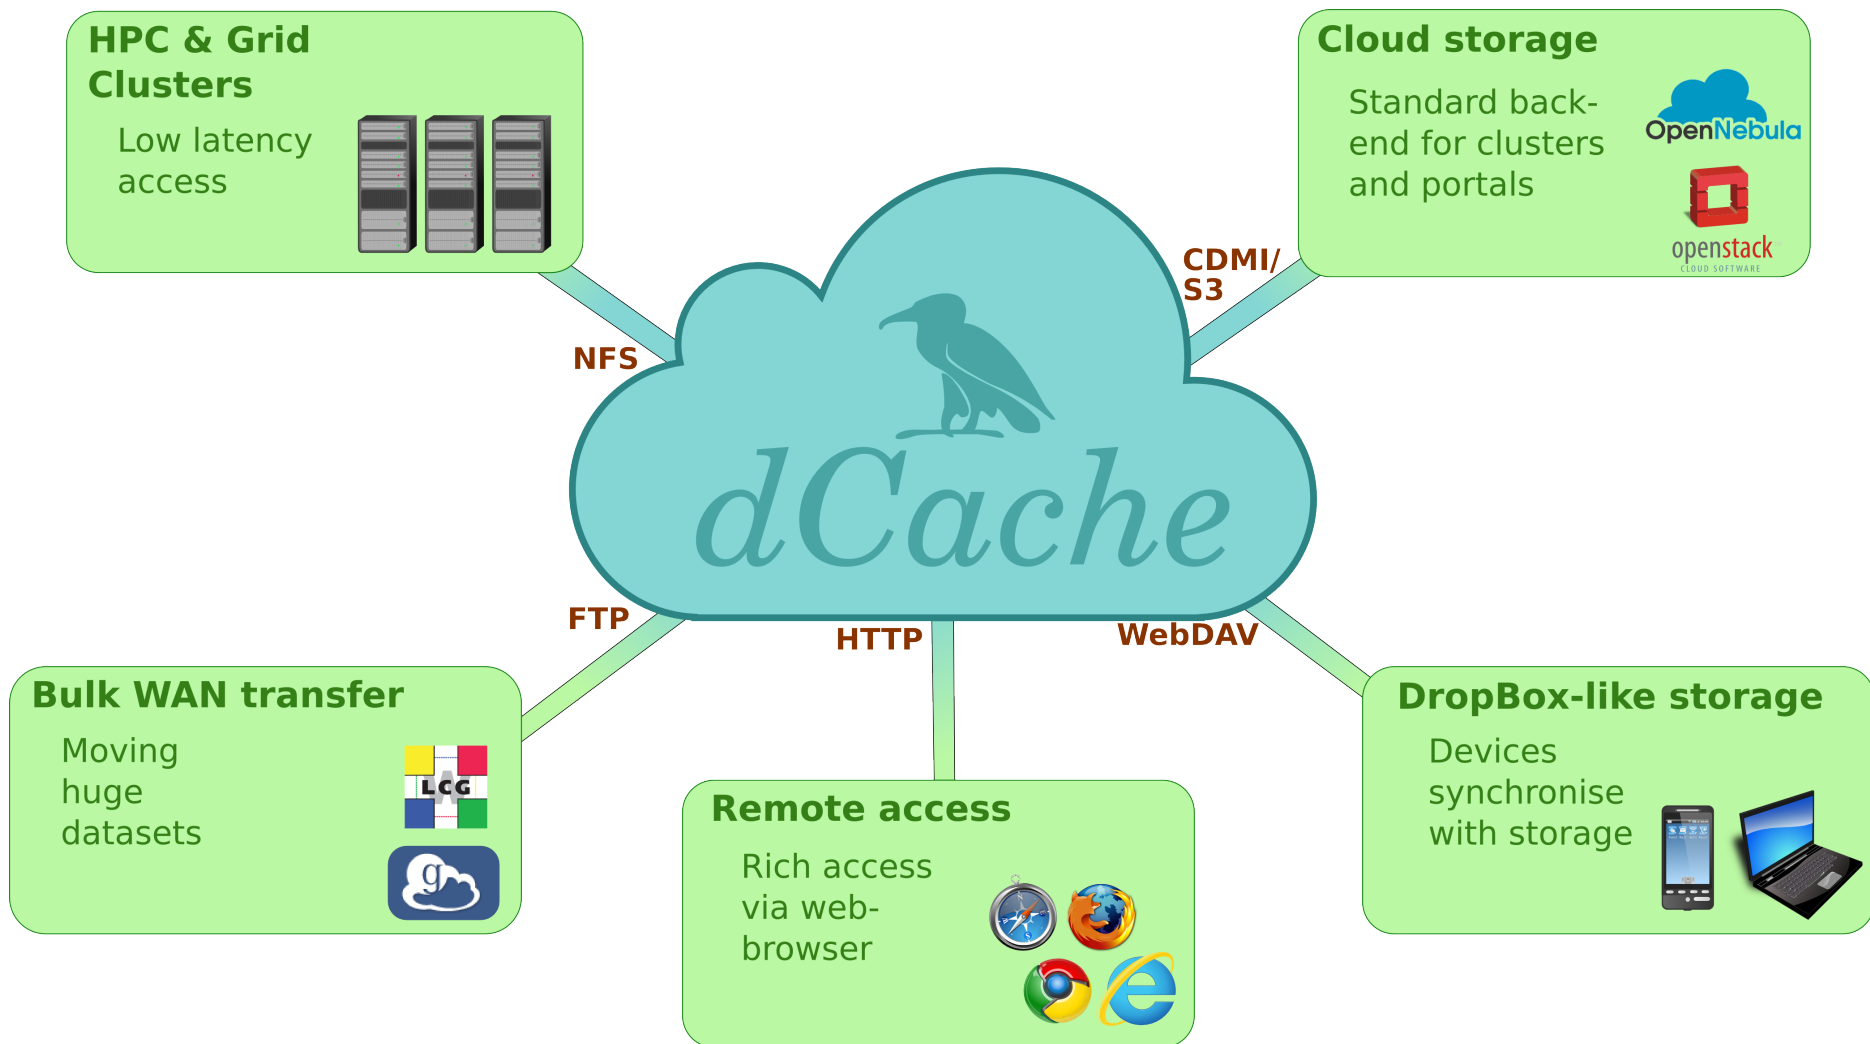 HPC & Grid
Clusters
Low latency
access
Cloud storage
Standard back-
end for clusters
and portals
OpenNebula
openstack
CLOUD SOFTWARE
CDMI/
S3
NFS
dCache
FTP
HTTP
WebDAV
Bulk WAN transfer
Moving
huge
datasets
LCG
g
Remote access
Rich access
via web-
browser
DropBox-like storage
Devices
synchronise
with storage